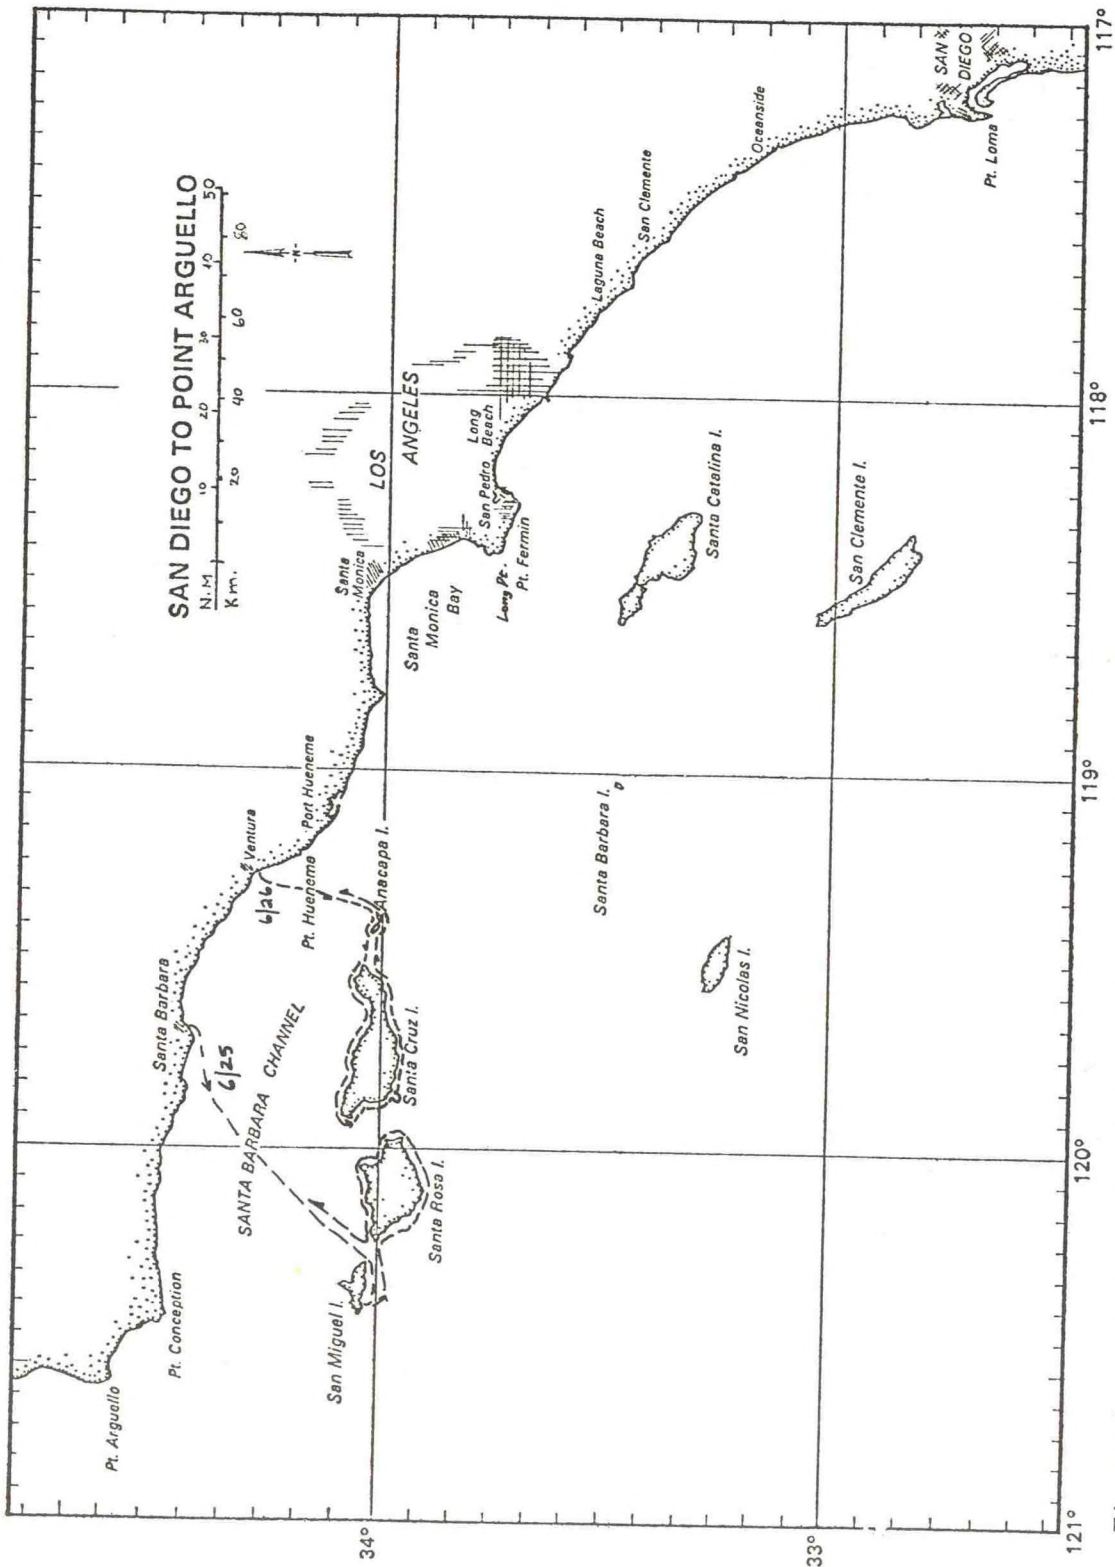 SAN DIEGO TO POINT ARGUELLO
N.M 10 20 30 40 50
Km. 20 40 60 80
N
Pt. Arguello
Pt. Conception
Santa Barbara
6/25
SANTA BARBARA CHANNEL
Ventura
6/26
Pt. Huenema
Port Hueneme
San Miguel I.
Santa Rosa I.
Santa Cruz I.
Anacapa I.
Santa
Monica
LOS
ANGELES
Santa
Monica
Bay
Long Pt.
Pt. Fermin
San Pedro
Long
Beach
Laguna Beach
San Clemente
Oceanside
SAN
DIEGO
Pt. Loma
Santa Barbara I.
San Nicolas I.
Santa Catalina I.
San Clemente I.
34°
33°
121°
120°
119°
118°
117°